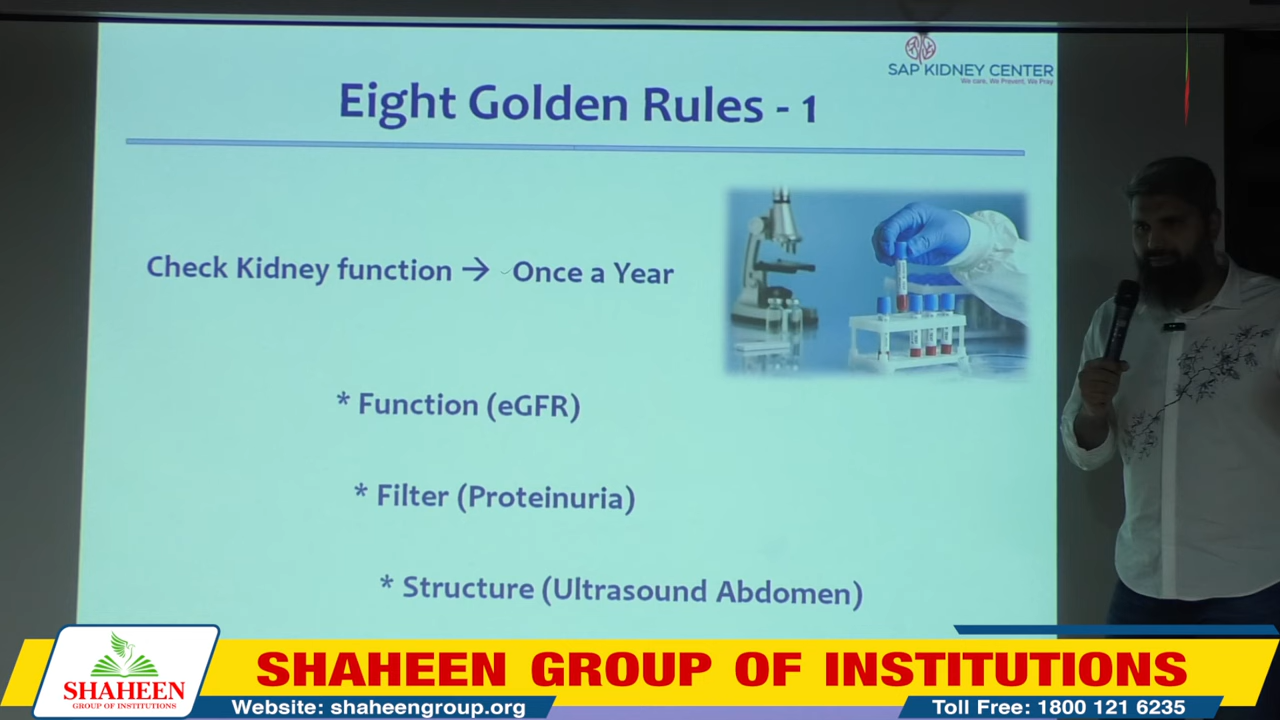 SAP KIDNEY CENTER
We care, We Prevent, We Pray
Eight Golden Rules - 1
Check Kidney function → Once a Year
* Function (eGFR)
* Filter (Proteinuria)
* Structure (Ultrasound Abdomen)
SHAHEEN
GROUP OF INSTITUTIONS
SHAHEEN GROUP OF INSTITUTIONS
Website: shaheengroup.org
Toll Free: 1800 121 6235